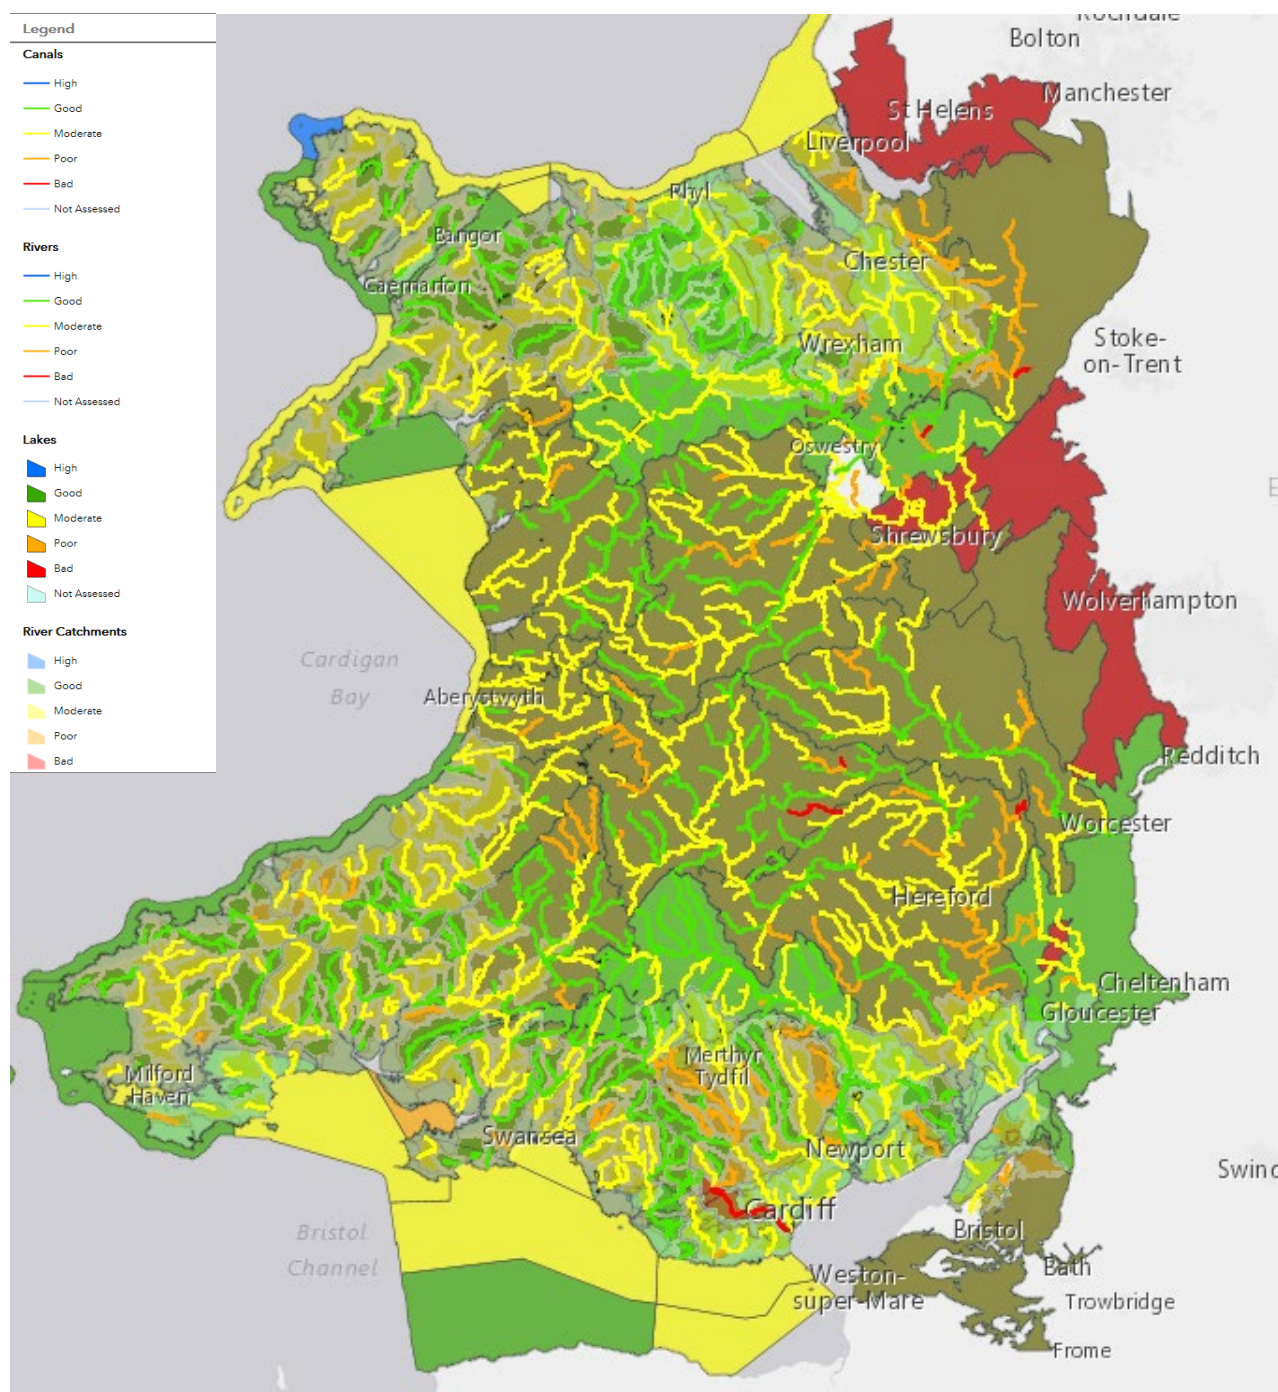 Legend
Canals
High
Good
Moderate
Poor
Bad
Not Assessed
Rivers
High
Good
Moderate
Poor
Bad
Not Assessed
Lakes
High
Good
Moderate
Poor
Bad
Not Assessed
River Catchments
High
Good
Moderate
Poor
Bad
Rochdale
Bolton
Manchester
St Helens
Liverpool
Rhyl
Bangor
Caernarfon
Chester
Wrexham
Stoke-
on-Trent
Oswestry
Shrewsbury
Wolverhampton
Cardigan
Bay
Aberystwyth
Redditch
Worcester
Hereford
Cheltenham
Gloucester
Merthyr
Tydfil
Milford
Haven
Swansea
Newport
Cardiff
Bristol
Channel
Bristol
Bath
Weston-
super-Mare
Trowbridge
Frome